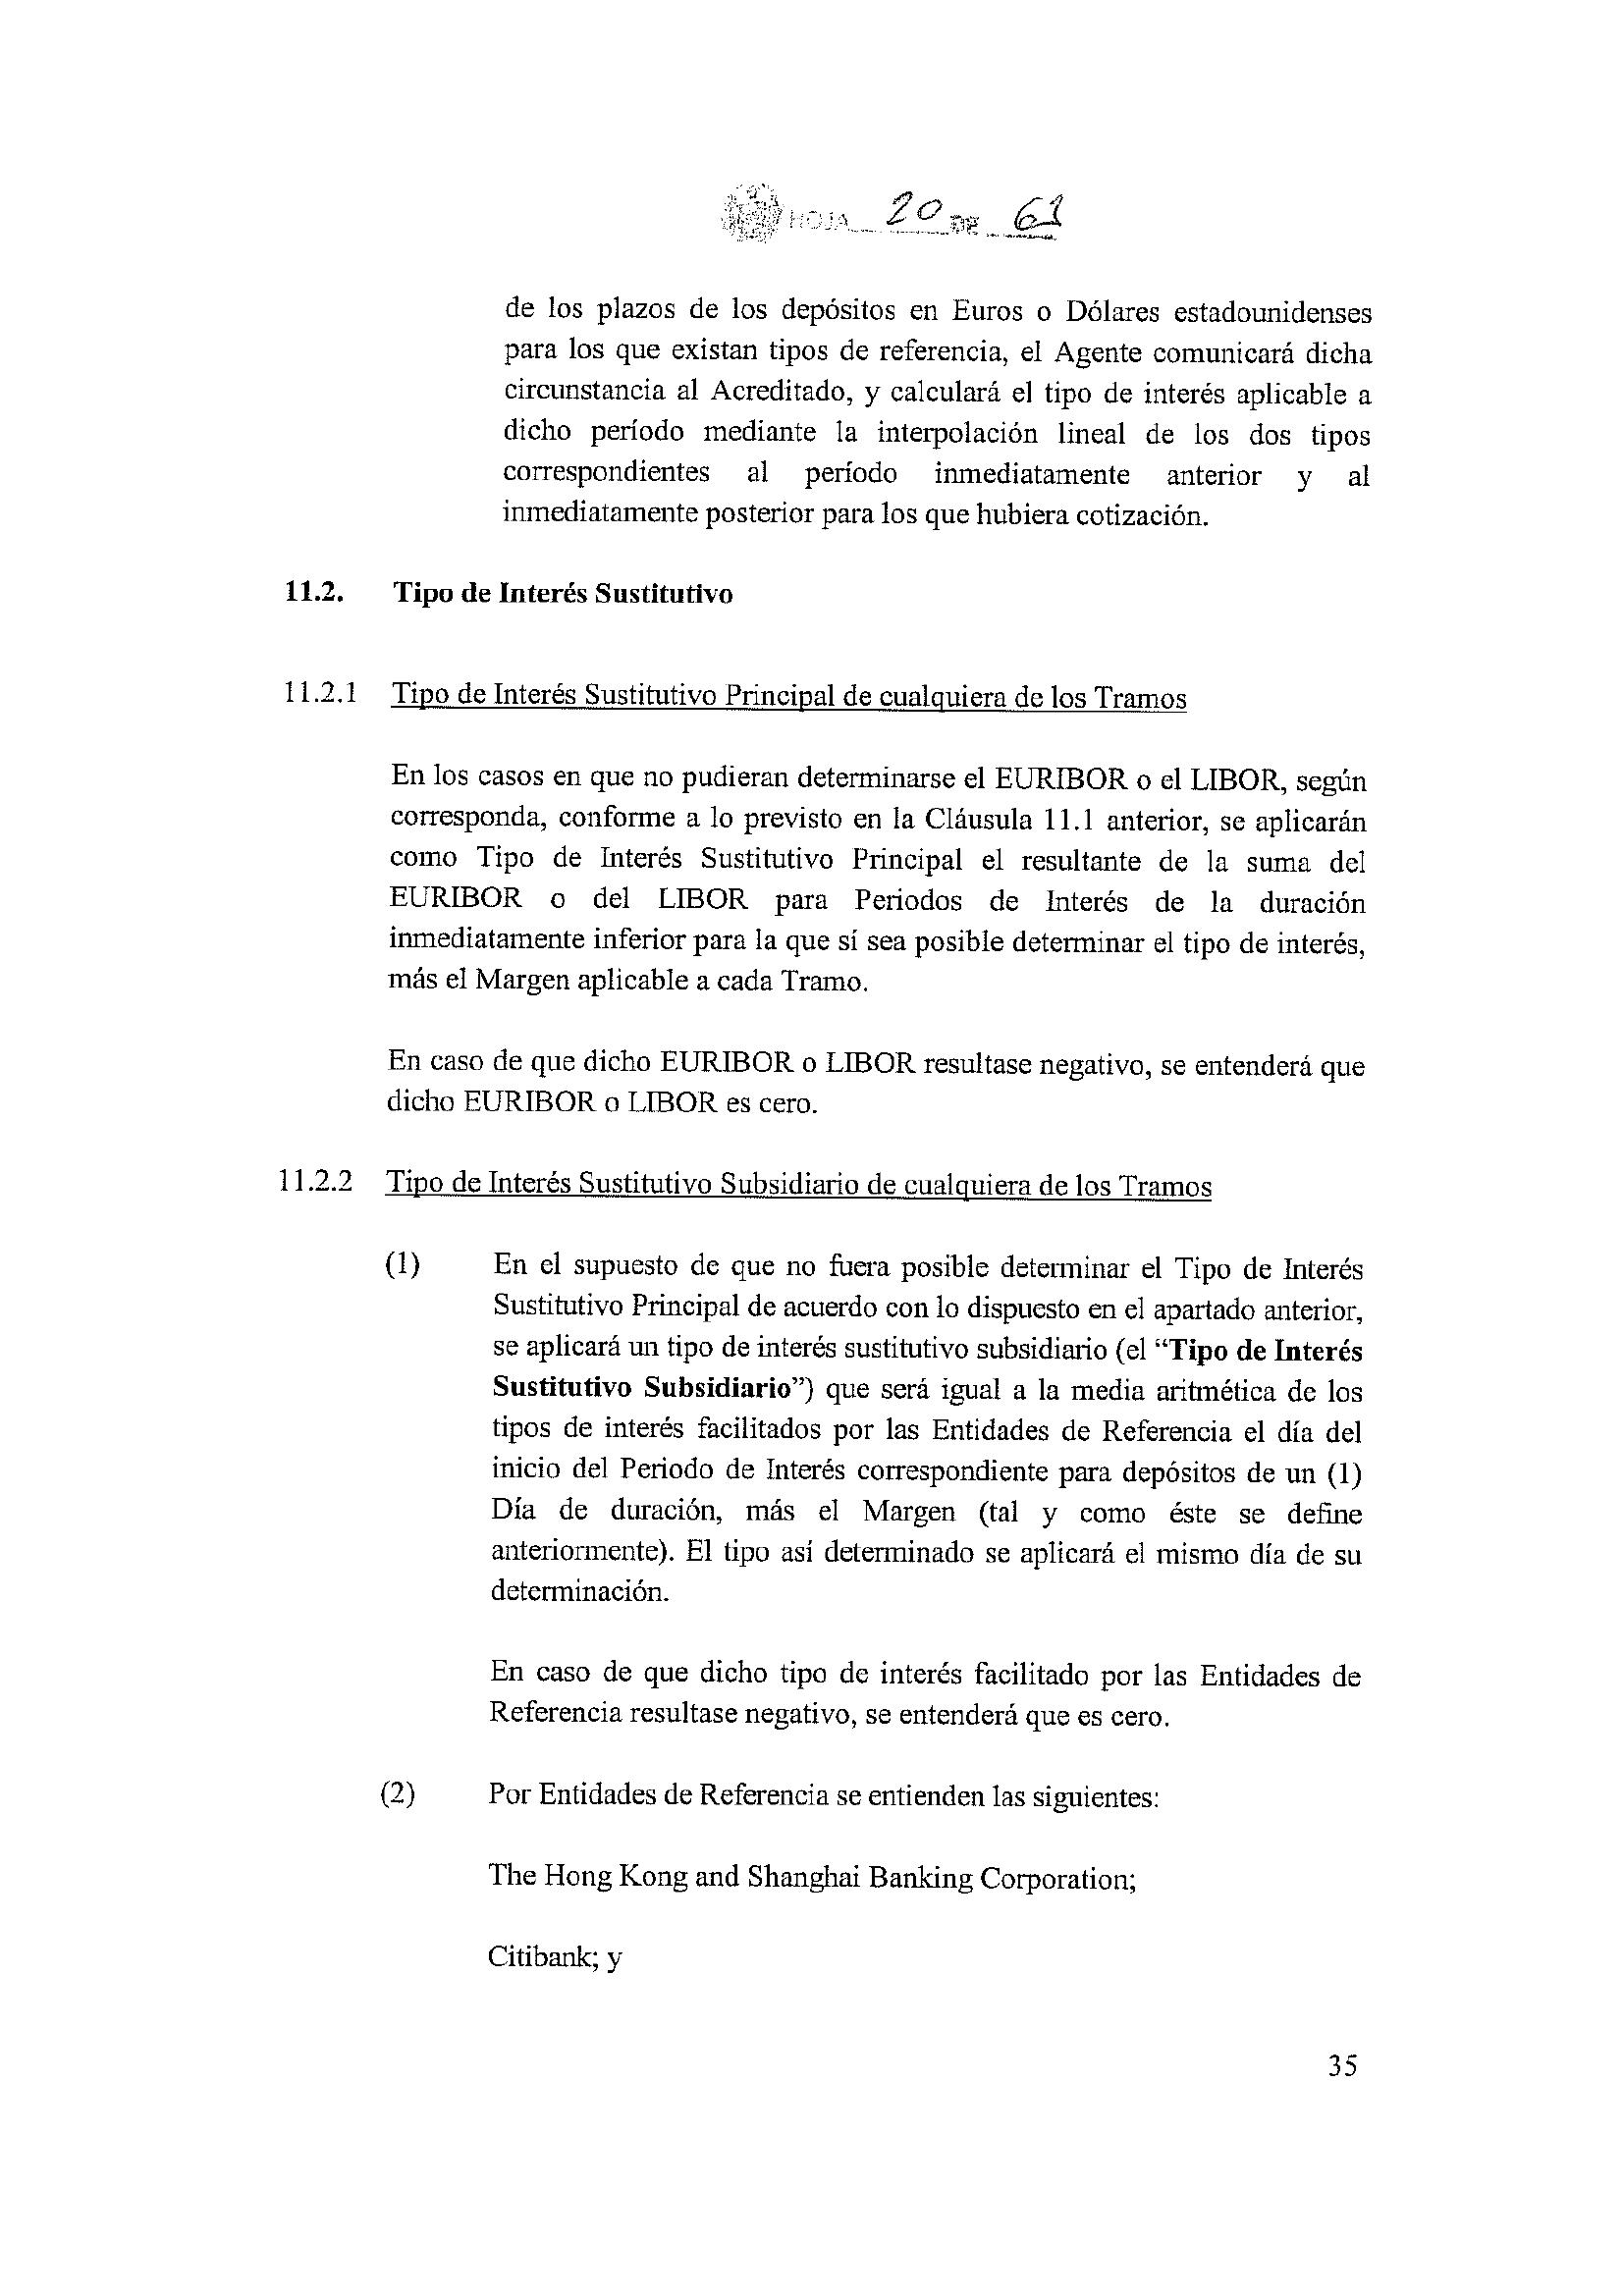 HOJA 20 DE 61
de los plazos de los depósitos en Euros o Dólares estadounidenses
para los que existan tipos de referencia, el Agente comunicará dicha
circunstancia al Acreditado, y calculará el tipo de interés aplicable a
dicho período mediante la interpolación lineal de los dos tipos
correspondientes al período inmediatamente anterior y al
inmediatamente posterior para los que hubiera cotización.
11.2. Tipo de Interés Sustitutivo
11.2.1 Tipo de Interés Sustitutivo Principal de cualquiera de los Tramos
En los casos en que no pudieran determinarse el EURIBOR o el LIBOR, según
corresponda, conforme a lo previsto en la Cláusula 11.1 anterior, se aplicarán
como Tipo de Interés Sustitutivo Principal el resultante de la suma del
EURIBOR o del LIBOR para Periodos de Interés de la duración
inmediatamente inferior para la que sí sea posible determinar el tipo de interés,
más el Margen aplicable a cada Tramo.
En caso de que dicho EURIBOR o LIBOR resultase negativo, se entenderá que
dicho EURIBOR o LIBOR es cero.
11.2.2 Tipo de Interés Sustitutivo Subsidiario de cualquiera de los Tramos
(1) En el supuesto de que no fuera posible determinar el Tipo de Interés
Sustitutivo Principal de acuerdo con lo dispuesto en el apartado anterior,
se aplicará un tipo de interés sustitutivo subsidiario (el “Tipo de Interés
Sustitutivo Subsidiario”) que será igual a la media aritmética de los
tipos de interés facilitados por las Entidades de Referencia el día del
inicio del Periodo de Interés correspondiente para depósitos de un (1)
Día de duración, más el Margen (tal y como éste se define
anteriormente). El tipo así determinado se aplicará el mismo día de su
determinación.
En caso de que dicho tipo de interés facilitado por las Entidades de
Referencia resultase negativo, se entenderá que es cero.
(2) Por Entidades de Referencia se entienden las siguientes:
The Hong Kong and Shanghai Banking Corporation;
Citibank; y
35